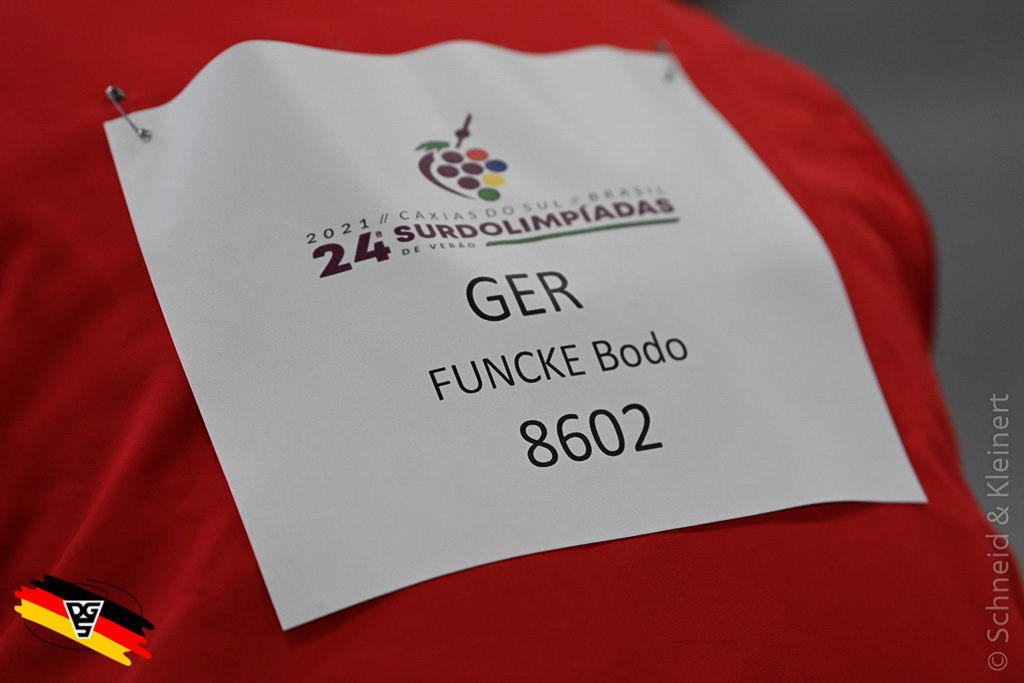 2021 // CAXIAS DO SUL // BRASIL
24ª SURDOLIMPÍADAS
DE VERÃO
GER
FUNCKE Bodo
8602
DGS
© Schneid & Kleinert